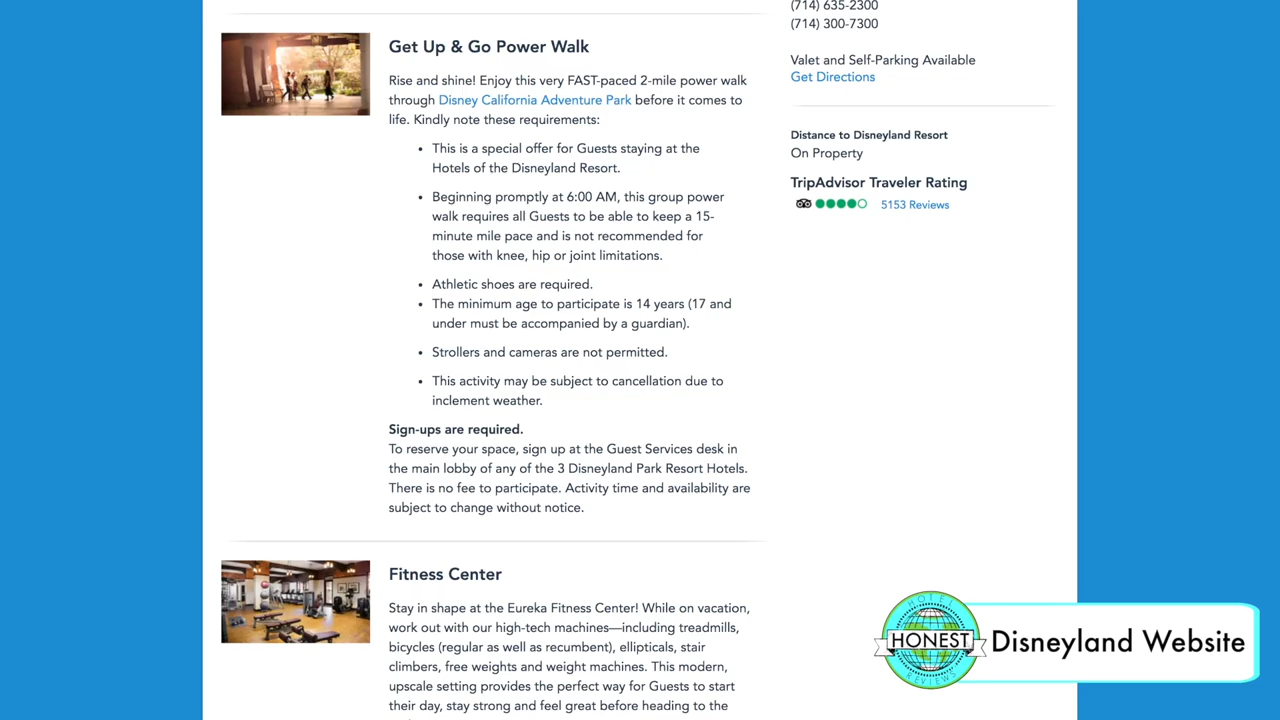 (714) 635-2300
(714) 300-7300
Valet and Self-Parking Available
Get Directions
Distance to Disneyland Resort
On Property
TripAdvisor Traveler Rating
5153 Reviews
Get Up & Go Power Walk
Rise and shine! Enjoy this very FAST-paced 2-mile power walk
through Disney California Adventure Park before it comes to
life. Kindly note these requirements:
• This is a special offer for Guests staying at the
Hotels of the Disneyland Resort.
• Beginning promptly at 6:00 AM, this group power
walk requires all Guests to be able to keep a 15-
minute mile pace and is not recommended for
those with knee, hip or joint limitations.
• Athletic shoes are required.
• The minimum age to participate is 14 years (17 and
under must be accompanied by a guardian).
• Strollers and cameras are not permitted.
• This activity may be subject to cancellation due to
inclement weather.
Sign-ups are required.
To reserve your space, sign up at the Guest Services desk in
the main lobby of any of the 3 Disneyland Park Resort Hotels.
There is no fee to participate. Activity time and availability are
subject to change without notice.
Fitness Center
Stay in shape at the Eureka Fitness Center! While on vacation,
work out with our high-tech machines—including treadmills,
bicycles (regular as well as recumbent), ellipticals, stair
climbers, free weights and weight machines. This modern,
upscale setting provides the perfect way for Guests to start
their day, stay strong and feel great before heading to the
HOTEL
HONEST
REVIEWS
Disneyland Website